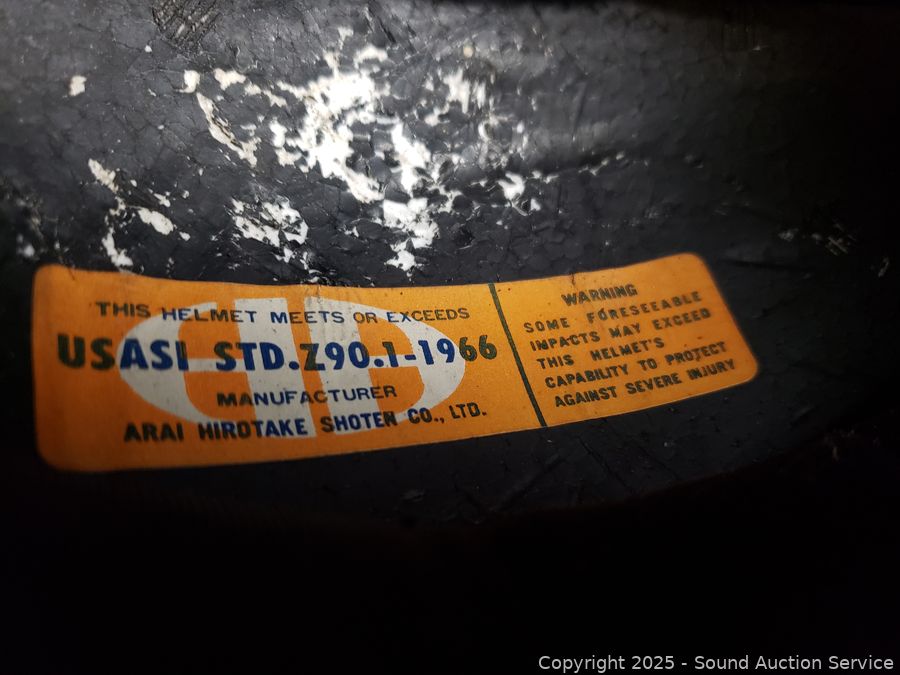 THIS HELMET MEETS OR EXCEEDS
USASI STD.Z90.1-1966
MANUFACTURER
ARAI HIROTAKE SHOTEN CO., LTD.
WARNING
SOME FORESEEABLE
IMPACTS MAY EXCEED
THIS HELMET'S
CAPABILITY TO PROTECT
AGAINST SEVERE INJURY
Copyright 2025 - Sound Auction Service